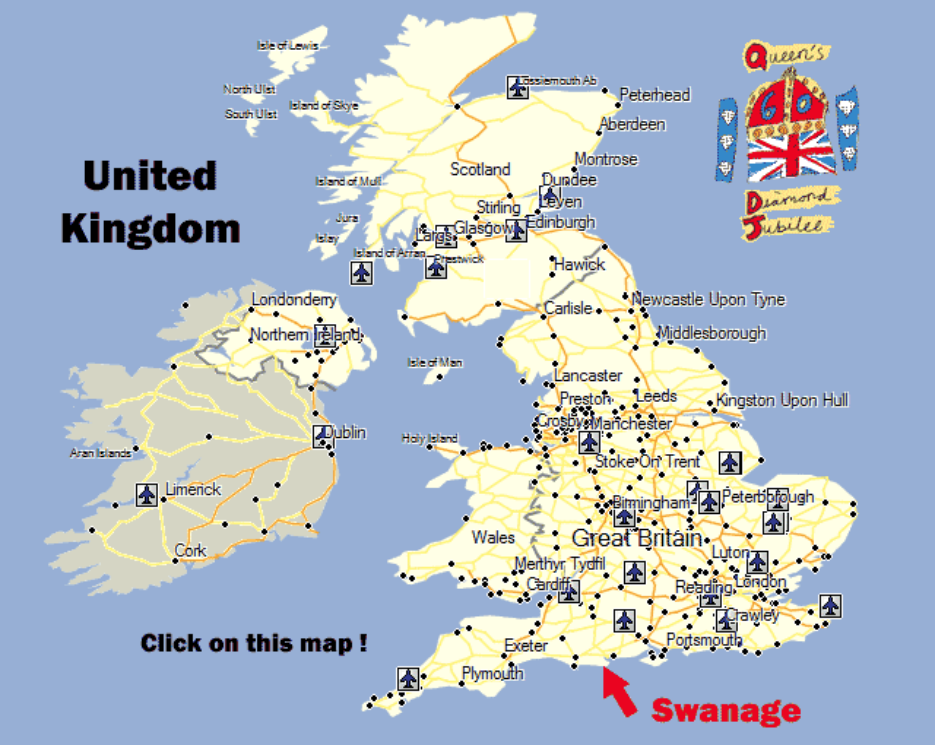 Isle of Lewis
Queen's
60
North Uist
South Uist
Island of Skye
Lossiemouth Ab
Peterhead
Aberdeen
United
Kingdom
Scotland
Montrose
Island of Mull
Dundee
Leven
Diamond
Jubilee
Jura
Stirling
Islay
Largs
Glasgow
Edinburgh
Island of Arran
Prestwick
Hawick
Londonderry
Carlisle
Newcastle Upon Tyne
Northern Ireland
Middlesborough
Isle of Man
Lancaster
Preston
Leeds
Kingston Upon Hull
Crosby
Manchester
Dublin
Holy Island
Aran Islands
Stoke On Trent
Limerick
Birmingham
Peterborough
Wales
Great Britain
Cork
Luton
Merthyr Tydfil
Cardiff
Reading
London
Crawley
Click on this map !
Exeter
Portsmouth
Plymouth
Swanage